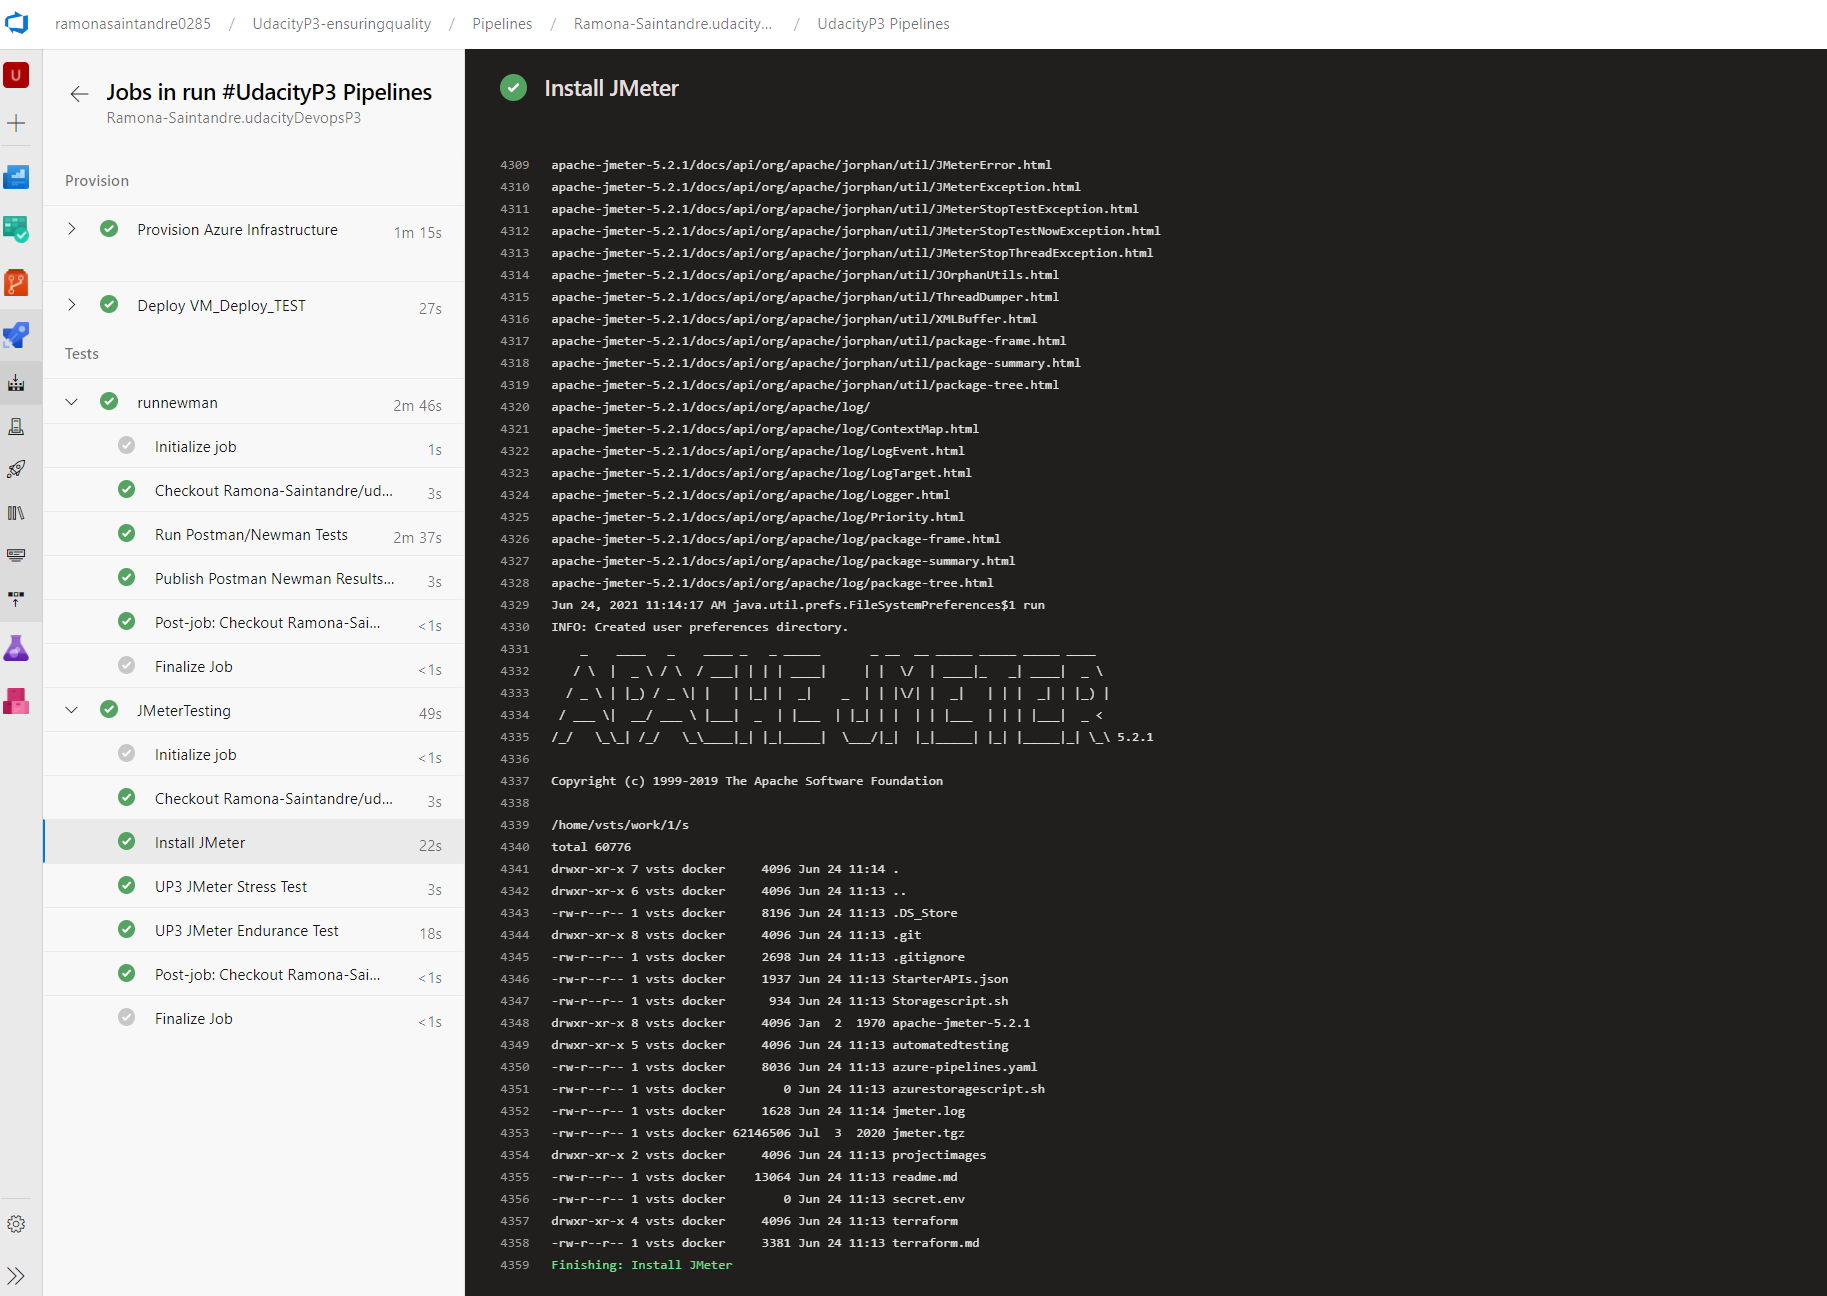 ramonasaintandre0285 / UdacityP3-ensuringquality / Pipelines / Ramona-Saintandre.udacity... / UdacityP3 Pipelines
U
Jobs in run #UdacityP3 Pipelines
Ramona-Saintandre.udacityDevopsP3
Provision
Provision Azure Infrastructure 1m 15s
Deploy VM_Deploy_TEST 27s
Tests
runnewman 2m 46s
Initialize job 1s
Checkout Ramona-Saintandre/ud... 3s
Run Postman/Newman Tests 2m 37s
Publish Postman Newman Results... 3s
Post-job: Checkout Ramona-Sai... <1s
Finalize Job <1s
JMeterTesting 49s
Initialize job <1s
Checkout Ramona-Saintandre/ud... 3s
Install JMeter 22s
UP3 JMeter Stress Test 3s
UP3 JMeter Endurance Test 18s
Post-job: Checkout Ramona-Sai... <1s
Finalize Job <1s
Install JMeter
4309 apache-jmeter-5.2.1/docs/api/org/apache/jorphan/util/JMeterError.html
4310 apache-jmeter-5.2.1/docs/api/org/apache/jorphan/util/JMeterException.html
4311 apache-jmeter-5.2.1/docs/api/org/apache/jorphan/util/JMeterStopTestException.html
4312 apache-jmeter-5.2.1/docs/api/org/apache/jorphan/util/JMeterStopTestNowException.html
4313 apache-jmeter-5.2.1/docs/api/org/apache/jorphan/util/JMeterStopThreadException.html
4314 apache-jmeter-5.2.1/docs/api/org/apache/jorphan/util/JOrphanUtils.html
4315 apache-jmeter-5.2.1/docs/api/org/apache/jorphan/util/ThreadDumper.html
4316 apache-jmeter-5.2.1/docs/api/org/apache/jorphan/util/XMLBuffer.html
4317 apache-jmeter-5.2.1/docs/api/org/apache/jorphan/util/package-frame.html
4318 apache-jmeter-5.2.1/docs/api/org/apache/jorphan/util/package-summary.html
4319 apache-jmeter-5.2.1/docs/api/org/apache/jorphan/util/package-tree.html
4320 apache-jmeter-5.2.1/docs/api/org/apache/log/
4321 apache-jmeter-5.2.1/docs/api/org/apache/log/ContextMap.html
4322 apache-jmeter-5.2.1/docs/api/org/apache/log/LogEvent.html
4323 apache-jmeter-5.2.1/docs/api/org/apache/log/LogTarget.html
4324 apache-jmeter-5.2.1/docs/api/org/apache/log/Logger.html
4325 apache-jmeter-5.2.1/docs/api/org/apache/log/Priority.html
4326 apache-jmeter-5.2.1/docs/api/org/apache/log/package-frame.html
4327 apache-jmeter-5.2.1/docs/api/org/apache/log/package-summary.html
4328 apache-jmeter-5.2.1/docs/api/org/apache/log/package-tree.html
4329 Jun 24, 2021 11:14:17 AM java.util.prefs.FileSystemPreferences$1 run
4330 INFO: Created user preferences directory.
4331     _    ____   _    ____ _   _ _____       _ __  __ _____ _____ _____ ____
4332    / \  |  _ \ / \  / ___| | | | ____|     | |  \/  | ____|_   _| ____|  _ \
4333   / _ \ | |_) / _ \| |   | |_| |  _|    _  | | |\/| |  _|   | | |  _| | |_) |
4334  / ___ \|  __/ ___ \ |___|  _  | |___  | |_| | |  | | |___  | | | |___|  _ <
4335 /_/   \_\_| /_/   \_\____|_| |_|_____|  \___/|_|  |_|_____| |_| |_____|_| \_\ 5.2.1
4336
4337 Copyright (c) 1999-2019 The Apache Software Foundation
4338
4339 /home/vsts/work/1/s
4340 total 60776
4341 drwxr-xr-x 7 vsts docker     4096 Jun 24 11:14 .
4342 drwxr-xr-x 6 vsts docker     4096 Jun 24 11:13 ..
4343 -rw-r--r-- 1 vsts docker     8196 Jun 24 11:13 .DS_Store
4344 drwxr-xr-x 8 vsts docker     4096 Jun 24 11:13 .git
4345 -rw-r--r-- 1 vsts docker     2698 Jun 24 11:13 .gitignore
4346 -rw-r--r-- 1 vsts docker     1937 Jun 24 11:13 StarterAPIs.json
4347 -rw-r--r-- 1 vsts docker      934 Jun 24 11:13 Storagescript.sh
4348 drwxr-xr-x 8 vsts docker     4096 Jan  2  1970 apache-jmeter-5.2.1
4349 drwxr-xr-x 5 vsts docker     4096 Jun 24 11:13 automatedtesting
4350 -rw-r--r-- 1 vsts docker     8036 Jun 24 11:13 azure-pipelines.yaml
4351 -rw-r--r-- 1 vsts docker        0 Jun 24 11:13 azurestoragescript.sh
4352 -rw-r--r-- 1 vsts docker     1628 Jun 24 11:14 jmeter.log
4353 -rw-r--r-- 1 vsts docker 62146506 Jul  3  2020 jmeter.tgz
4354 drwxr-xr-x 2 vsts docker     4096 Jun 24 11:13 projectimages
4355 -rw-r--r-- 1 vsts docker    13064 Jun 24 11:13 readme.md
4356 -rw-r--r-- 1 vsts docker        0 Jun 24 11:13 secret.env
4357 drwxr-xr-x 4 vsts docker     4096 Jun 24 11:13 terraform
4358 -rw-r--r-- 1 vsts docker     3381 Jun 24 11:13 terraform.md
4359 Finishing: Install JMeter